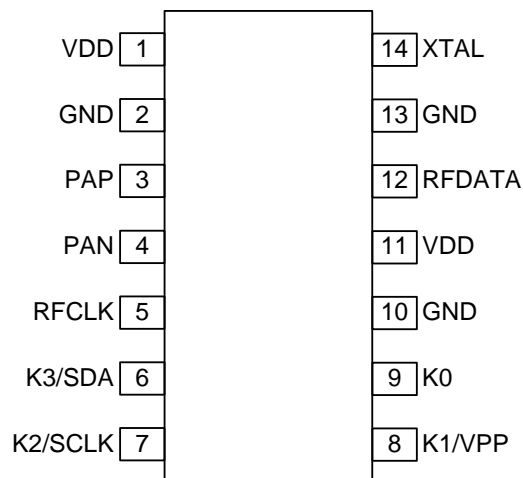 VDD 1 14 XTAL
GND 2 13 GND
PAP 3 12 RFDATA
PAN 4 11 VDD
RFCLK 5 10 GND
K3/SDA 6 9 K0
K2/SCLK 7 8 K1/VPP